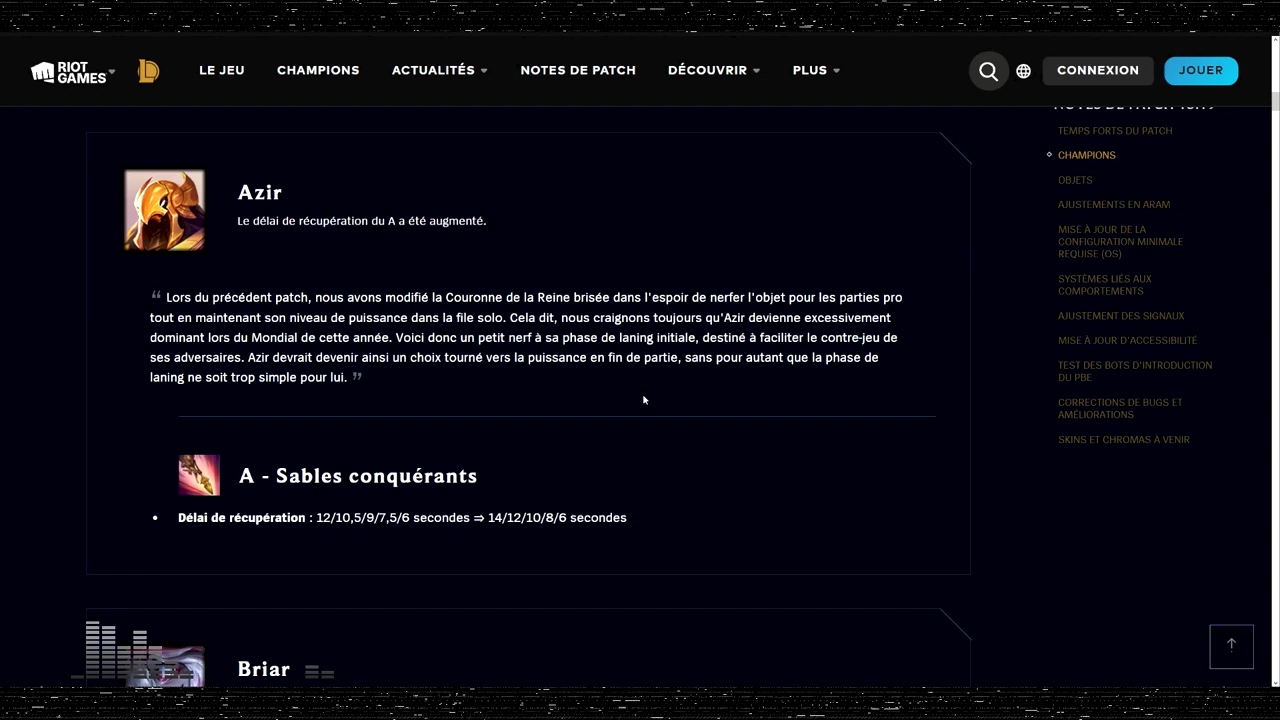 RIOT GAMES
LE JEU
CHAMPIONS
ACTUALITÉS
NOTES DE PATCH
DÉCOUVRIR
PLUS
CONNEXION
JOUER
Azir
Le délai de récupération du A a été augmenté.
“ Lors du précédent patch, nous avons modifié la Couronne de la Reine brisée dans l'espoir de nerfer l'objet pour les parties pro
tout en maintenant son niveau de puissance dans la file solo. Cela dit, nous craignons toujours qu'Azir devienne excessivement
dominant lors du Mondial de cette année. Voici donc un petit nerf à sa phase de laning initiale, destiné à faciliter le contre-jeu de
ses adversaires. Azir devrait devenir ainsi un choix tourné vers la puissance en fin de partie, sans pour autant que la phase de
laning ne soit trop simple pour lui. ”
A - Sables conquérants
• Délai de récupération : 12/10,5/9/7,5/6 secondes ⇒ 14/12/10/8/6 secondes
Briar
NOTES DE PATCH
TEMPS FORTS DU PATCH
CHAMPIONS
OBJETS
AJUSTEMENTS EN ARAM
MISE À JOUR DE LA
CONFIGURATION MINIMALE
REQUISE (OS)
SYSTÈMES LIÉS AUX
COMPORTEMENTS
AJUSTEMENT DES SIGNAUX
MISE À JOUR D'ACCESSIBILITÉ
TEST DES BOTS D'INTRODUCTION
DU PBE
CORRECTIONS DE BUGS ET
AMÉLIORATIONS
SKINS ET CHROMAS À VENIR